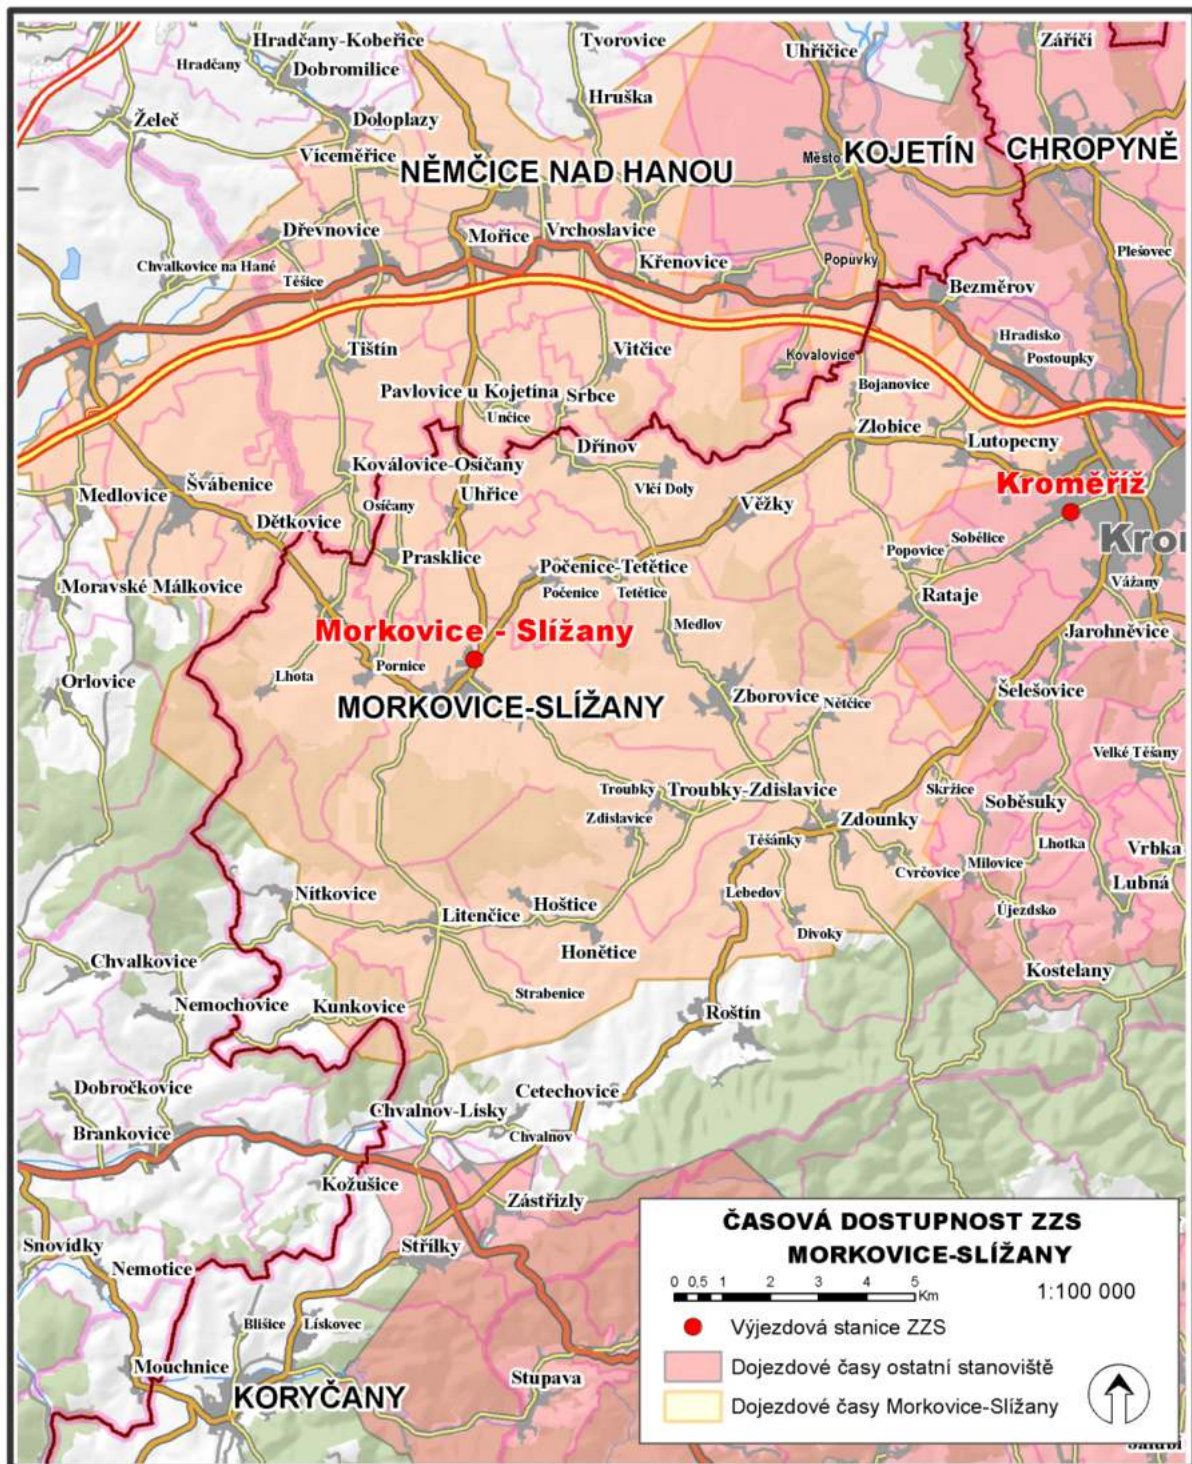 Hradčany-Kobeřice
Tvorovice
Uhřičice
Záříčí
Hradčany
Dobromilice
Hruška
Želeč
Doloplazy
Víceměřice
NĚMČICE NAD HANOU
Město
KOJETÍN
CHROPYNĚ
Dřevnovice
Mořice
Vrchoslavice
Křenovice
Popůvky
Plešovec
Chvalkovice na Hané
Těšice
Bezměrov
Hradisko
Postoupky
Tištín
Vitčice
Kovalovice
Bojanovice
Pavlovice u Kojetína
Srbce
Unčice
Dřínov
Zlobice
Lutopecny
Koválovice-Osíčany
Švábenice
Medlovice
Uhřice
Vlčí Doly
Věžky
Kroměříž
Osíčany
Dětkovice
Prasklice
Sobělice
Kro
Popovice
Počenice-Tetětice
Moravské Málkovice
Počenice
Tetětice
Rataje
Vážany
Medlov
Morkovice - Slížany
Jarohněvice
Pornice
Lhota
Orlovice
Zborovice
Šelešovice
Nětčice
MORKOVICE-SLÍŽANY
Velké Těšany
Troubky
Troubky-Zdislavice
Skržice
Soběsuky
Zdislavice
Zdounky
Těšánky
Lhotka
Vrbka
Cvrčovice
Milovice
Nítkovice
Lebedov
Lubná
Hoštice
Litenčice
Újezdsko
Divoky
Honětice
Chvalkovice
Kostelany
Strabenice
Nemochovice
Kunkovice
Roštín
Dobročkovice
Cetechovice
Chvalnov-Lísky
Brankovice
Chvalnov
Kožušice
Zástřizly
Snovídky
Střílky
Nemotice
Blišice
Lískovec
Mouchnice
Stupava
KORYČANY
ČASOVÁ DOSTUPNOST ZZS
MORKOVICE-SLÍŽANY
0 0,5 1 2 3 4 5
Km
1:100 000
Výjezdová stanice ZZS
Dojezdové časy ostatní stanoviště
Dojezdové časy Morkovice-Slížany